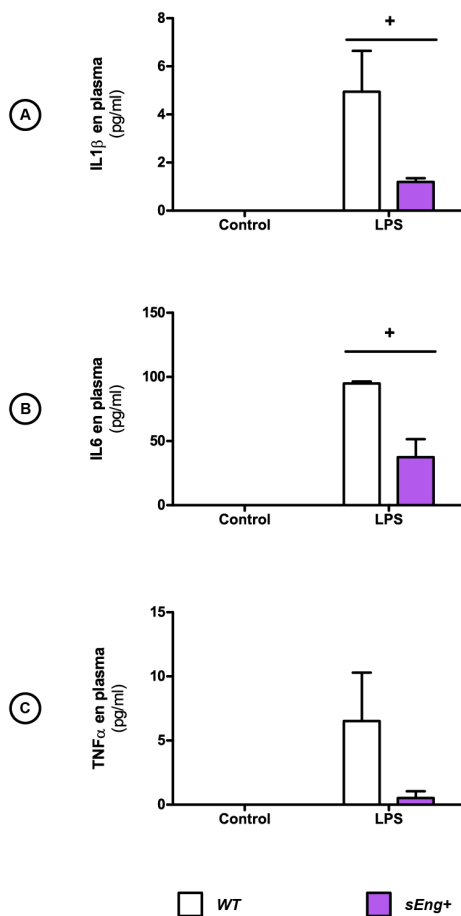 A
IL1β en plasma
(pg/ml)
8
6
4
2
0
+
Control
LPS
B
IL6 en plasma
(pg/ml)
150
100
50
0
+
Control
LPS
C
TNFα en plasma
(pg/ml)
15
10
5
0
Control
LPS
WT
sEng+